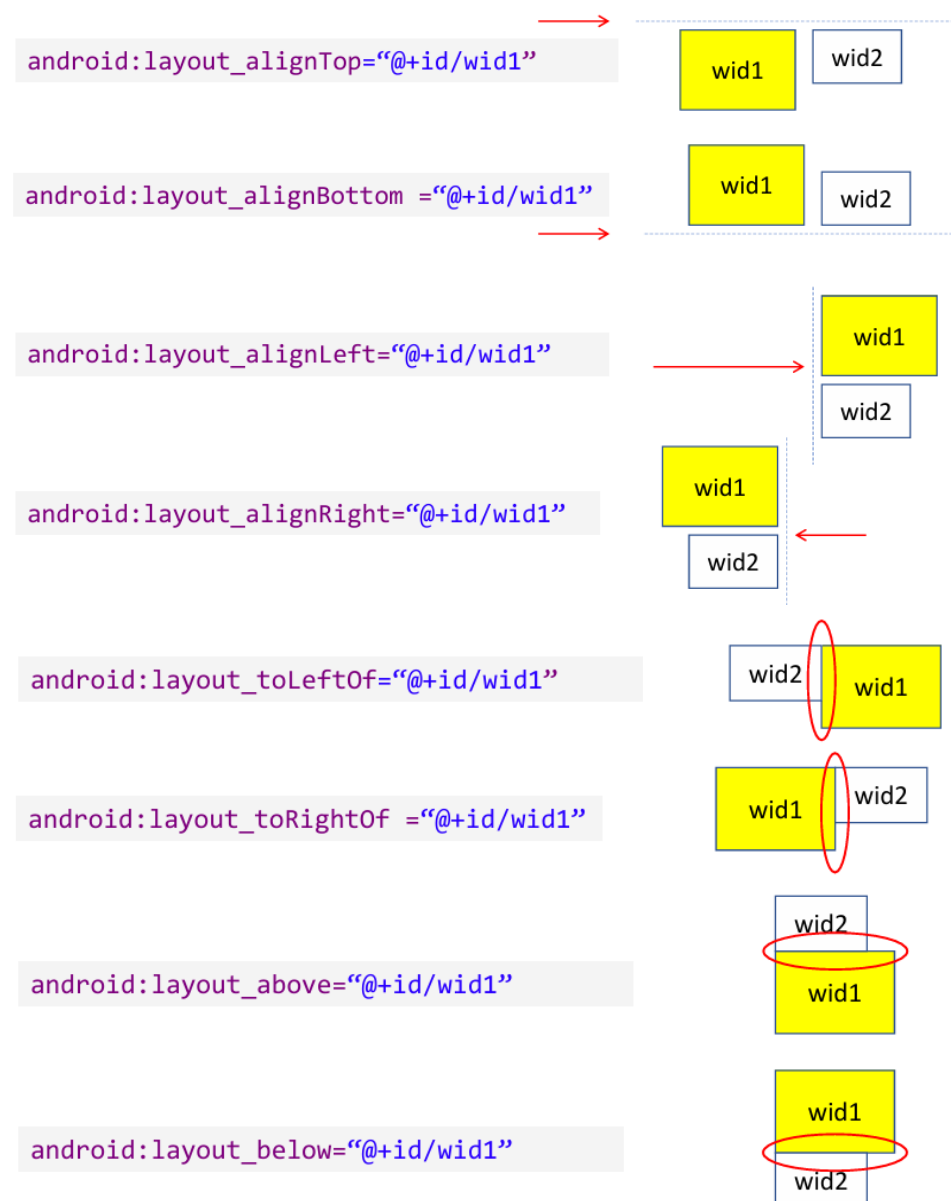 android:layout_alignTop=“@+id/wid1”
wid1
wid2
android:layout_alignBottom =“@+id/wid1”
wid1
wid2
android:layout_alignLeft=“@+id/wid1”
wid1
wid2
android:layout_alignRight=“@+id/wid1”
wid1
wid2
android:layout_toLeftOf=“@+id/wid1”
wid2
wid1
android:layout_toRightOf =“@+id/wid1”
wid1
wid2
android:layout_above=“@+id/wid1”
wid2
wid1
android:layout_below=“@+id/wid1”
wid1
wid2